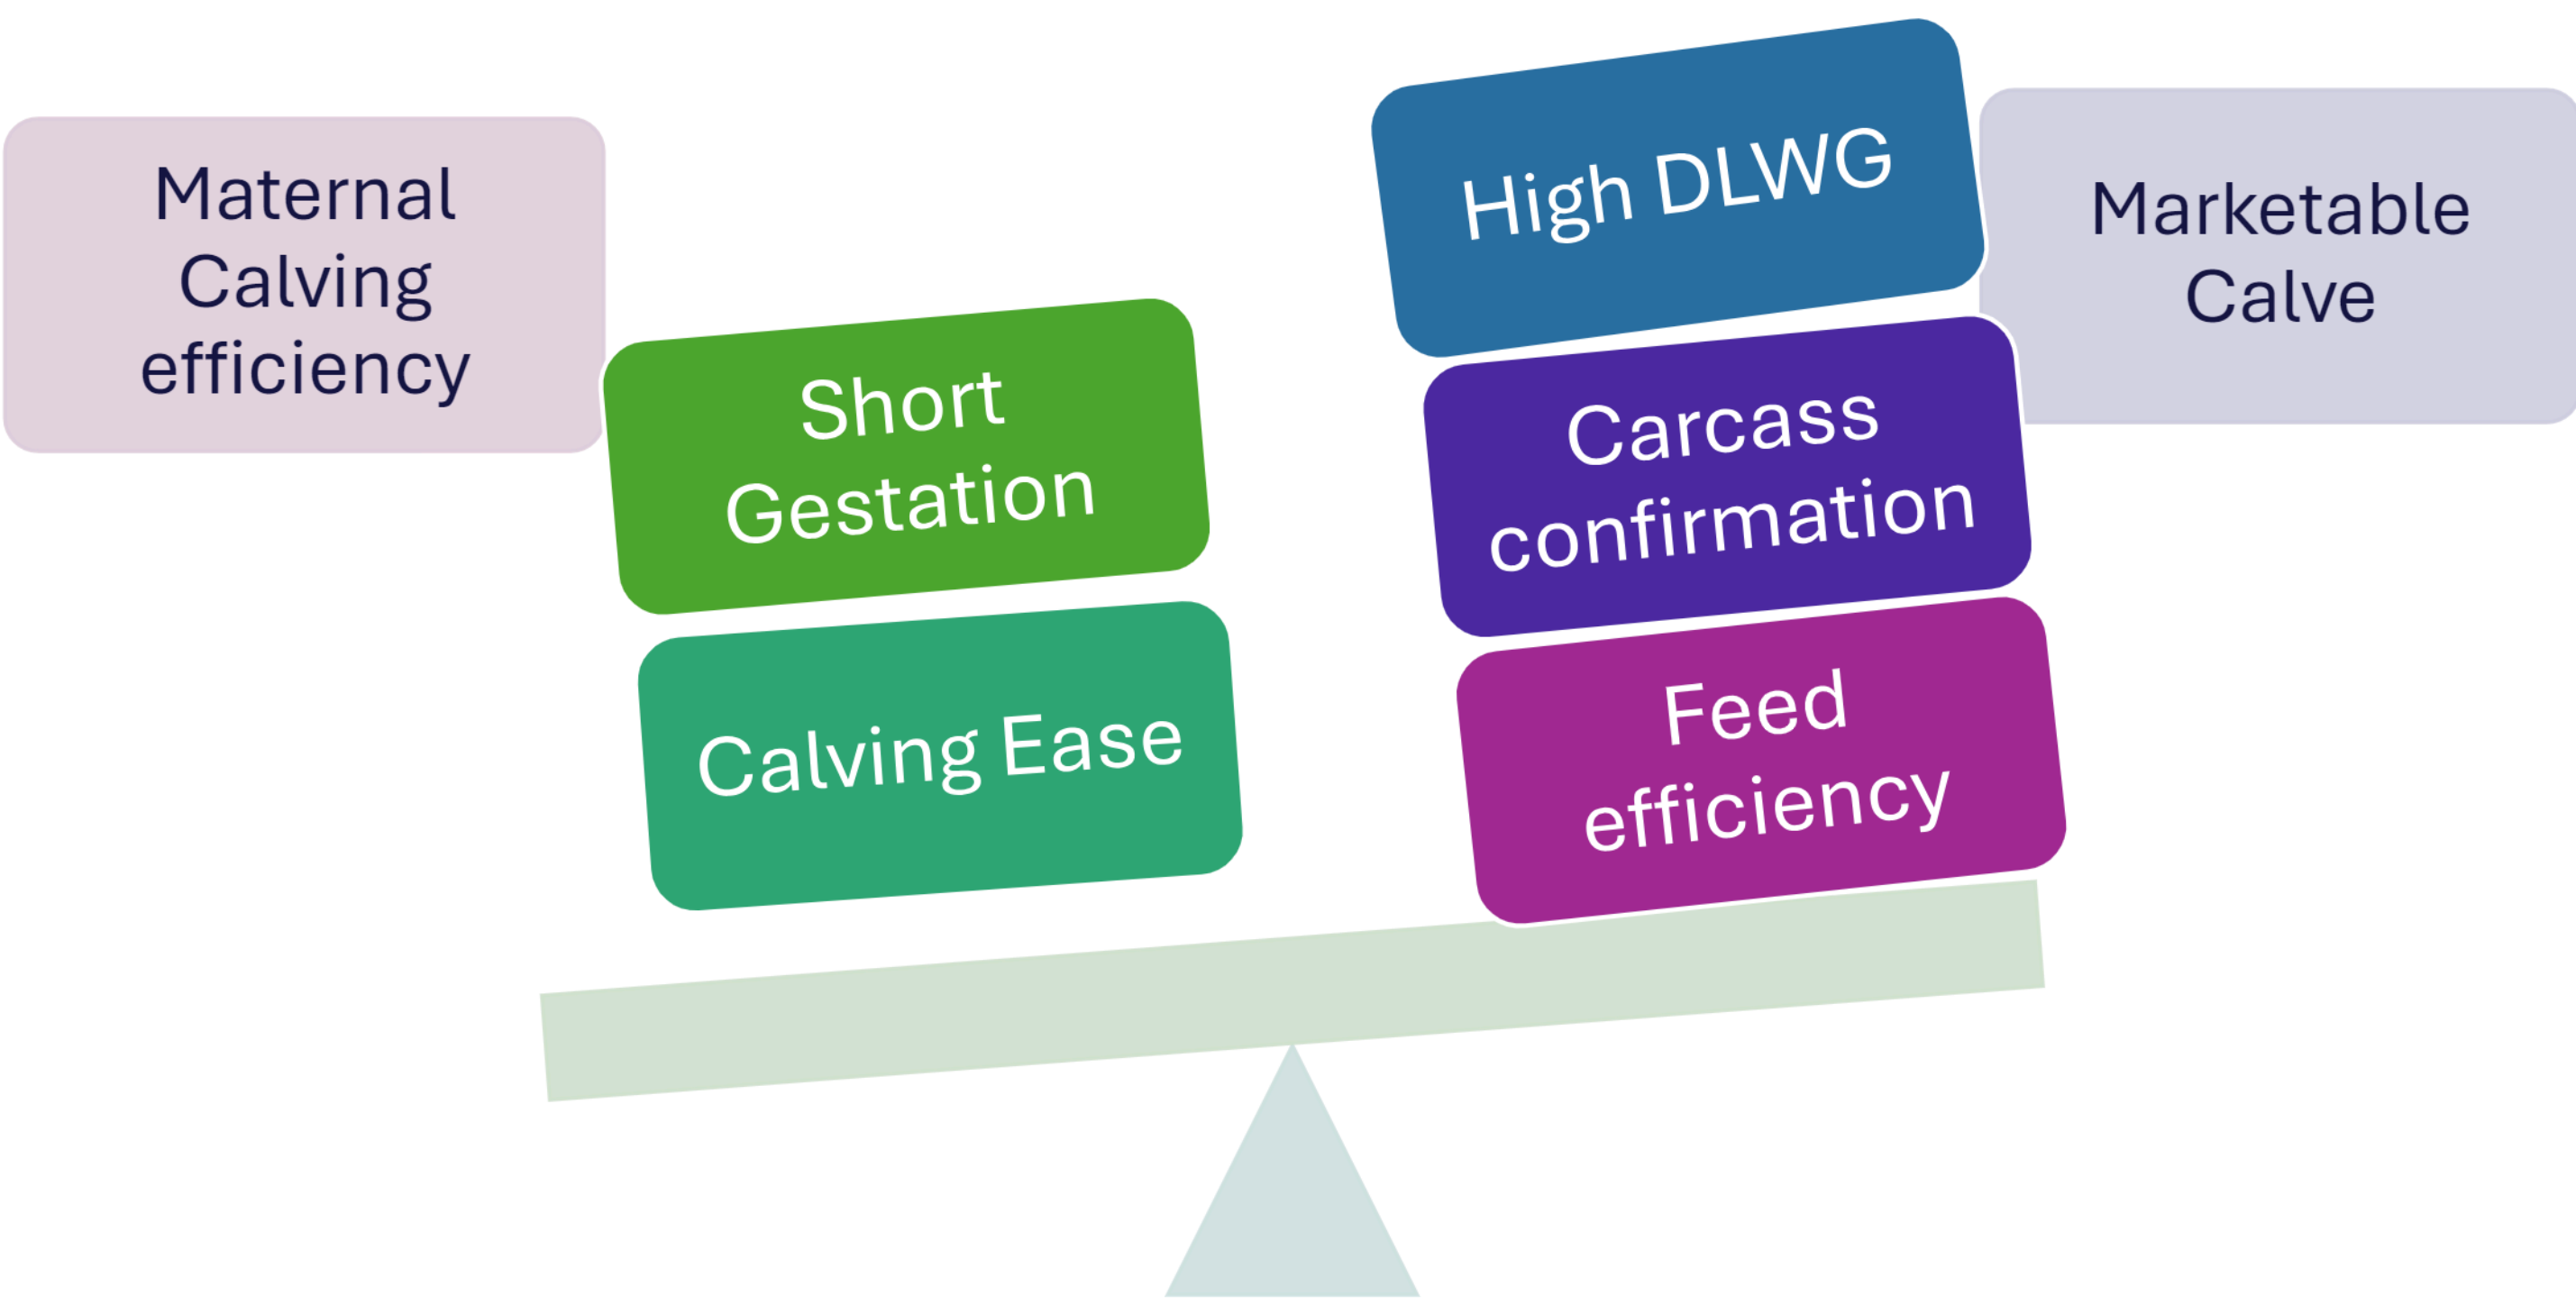 Maternal
Calving
efficiency
Short
Gestation
Calving Ease
High DLWG
Carcass
confirmation
Feed
efficiency
Marketable
Calve